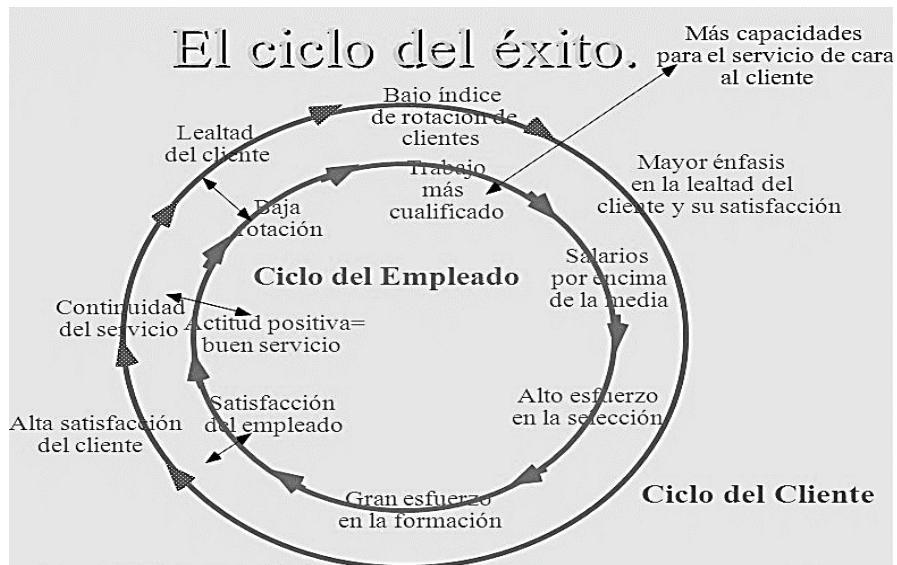 El ciclo del éxito.
Más capacidades
para el servicio de cara
al cliente
Bajo índice
de rotación de
clientes
Lealtad
del cliente
Mayor énfasis
en la lealtad del
cliente y su satisfacción
Trabajo
más
cualificado
Baja
rotación
Salarios
por encima
de la media
Ciclo del Empleado
Continuidad
del servicio
Actitud positiva=
buen servicio
Alto esfuerzo
en la selección
Satisfacción
del empleado
Alta satisfacción
del cliente
Gran esfuerzo
en la formación
Ciclo del Cliente